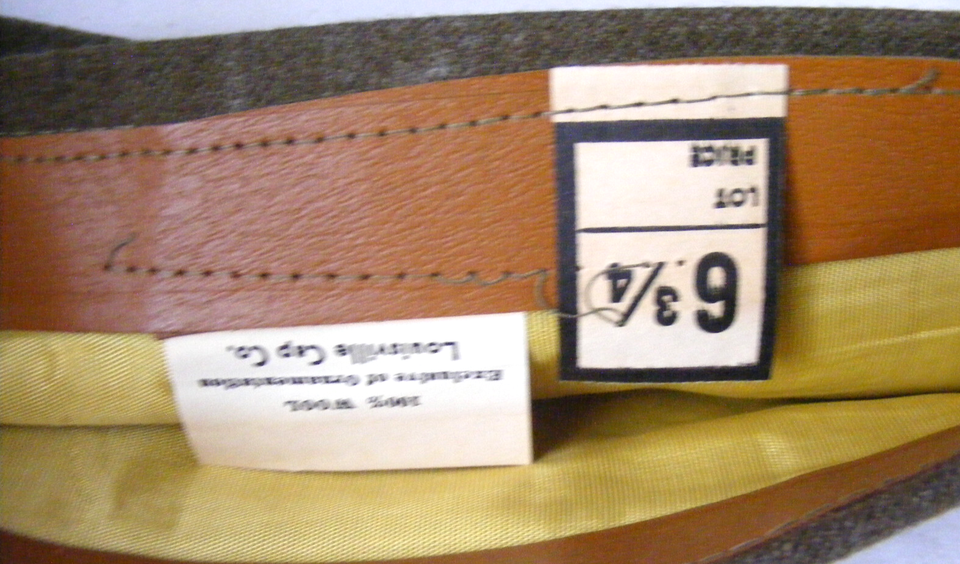 6 3/4
LOT
PRICE
100% WOOL
Exclusive of Ornamentation
Louisville Cap Co.